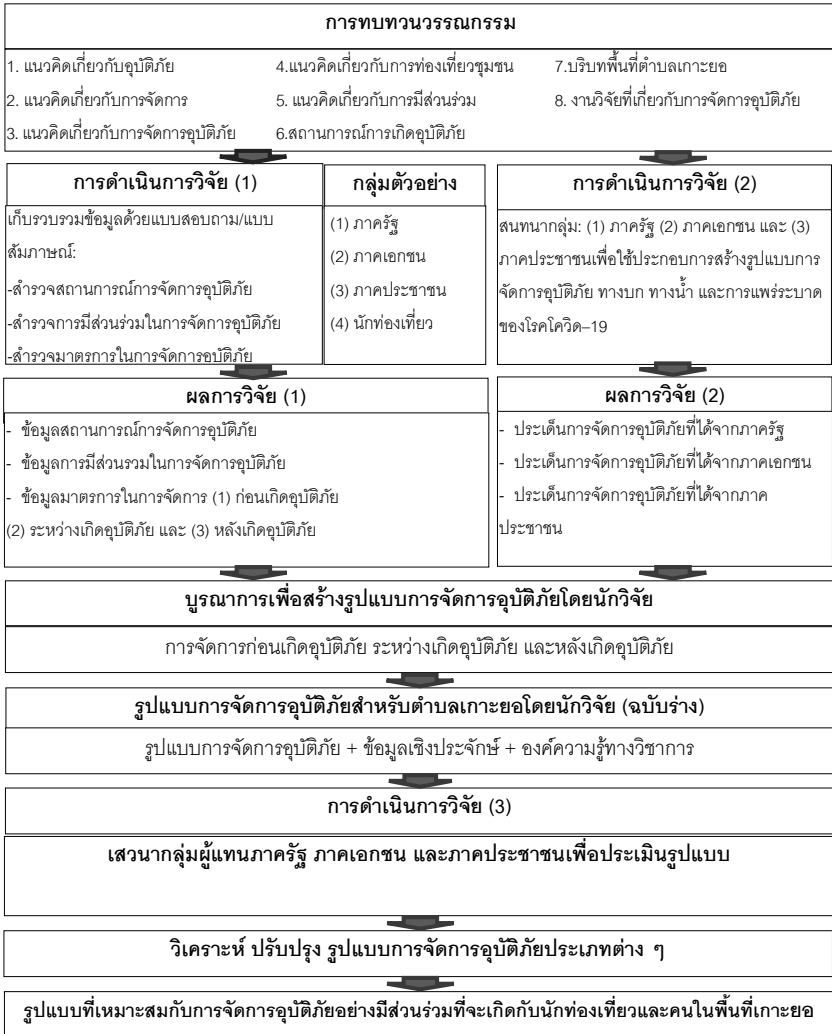 การทบทวนวรรณกรรม
1. แนวคิดเกี่ยวกับอุบัติภัย
2. แนวคิดเกี่ยวกับการจัดการ
3. แนวคิดเกี่ยวกับการจัดการอุบัติภัย
4.แนวคิดเกี่ยวกับการท่องเที่ยวชุมชน
5. แนวคิดเกี่ยวกับการมีส่วนร่วม
6.สถานการณ์การเกิดอุบัติภัย
7.บริบทพื้นที่ตำบลเกาะยอ
8. งานวิจัยที่เกี่ยวกับการจัดการอุบัติภัย
การดำเนินการวิจัย (1)
เก็บรวบรวมข้อมูลด้วยแบบสอบถาม/แบบ
สัมภาษณ์:
-สำรวจสถานการณ์การจัดการอุบัติภัย
-สำรวจการมีส่วนร่วมในการจัดการอุบัติภัย
-สำรวจมาตรการในการจัดการอุบัติภัย
กลุ่มตัวอย่าง
(1) ภาครัฐ
(2) ภาคเอกชน
(3) ภาคประชาชน
(4) นักท่องเที่ยว
การดำเนินการวิจัย (2)
สนทนากลุ่ม: (1) ภาครัฐ (2) ภาคเอกชน และ (3)
ภาคประชาชนเพื่อใช้ประกอบการสร้างรูปแบบการ
จัดการอุบัติภัย ทางบก ทางน้ำ และการแพร่ระบาด
ของโรคโควิด–19
ผลการวิจัย (1)
- ข้อมูลสถานการณ์การจัดการอุบัติภัย
- ข้อมูลการมีส่วนรวมในการจัดการอุบัติภัย
- ข้อมูลมาตรการในการจัดการ (1) ก่อนเกิดอุบัติภัย
(2) ระหว่างเกิดอุบัติภัย และ (3) หลังเกิดอุบัติภัย
ผลการวิจัย (2)
- ประเด็นการจัดการอุบัติภัยที่ได้จากภาครัฐ
- ประเด็นการจัดการอุบัติภัยที่ได้จากภาคเอกชน
- ประเด็นการจัดการอุบัติภัยที่ได้จากภาค
ประชาชน
บูรณาการเพื่อสร้างรูปแบบการจัดการอุบัติภัยโดยนักวิจัย
การจัดการก่อนเกิดอุบัติภัย ระหว่างเกิดอุบัติภัย และหลังเกิดอุบัติภัย
รูปแบบการจัดการอุบัติภัยสำหรับตำบลเกาะยอโดยนักวิจัย (ฉบับร่าง)
รูปแบบการจัดการอุบัติภัย + ข้อมูลเชิงประจักษ์ + องค์ความรู้ทางวิชาการ
การดำเนินการวิจัย (3)
เสวนากลุ่มผู้แทนภาครัฐ ภาคเอกชน และภาคประชาชนเพื่อประเมินรูปแบบ
วิเคราะห์ ปรับปรุง รูปแบบการจัดการอุบัติภัยประเภทต่าง ๆ
รูปแบบที่เหมาะสมกับการจัดการอุบัติภัยอย่างมีส่วนร่วมที่จะเกิดกับนักท่องเที่ยวและคนในพื้นที่เกาะยอ